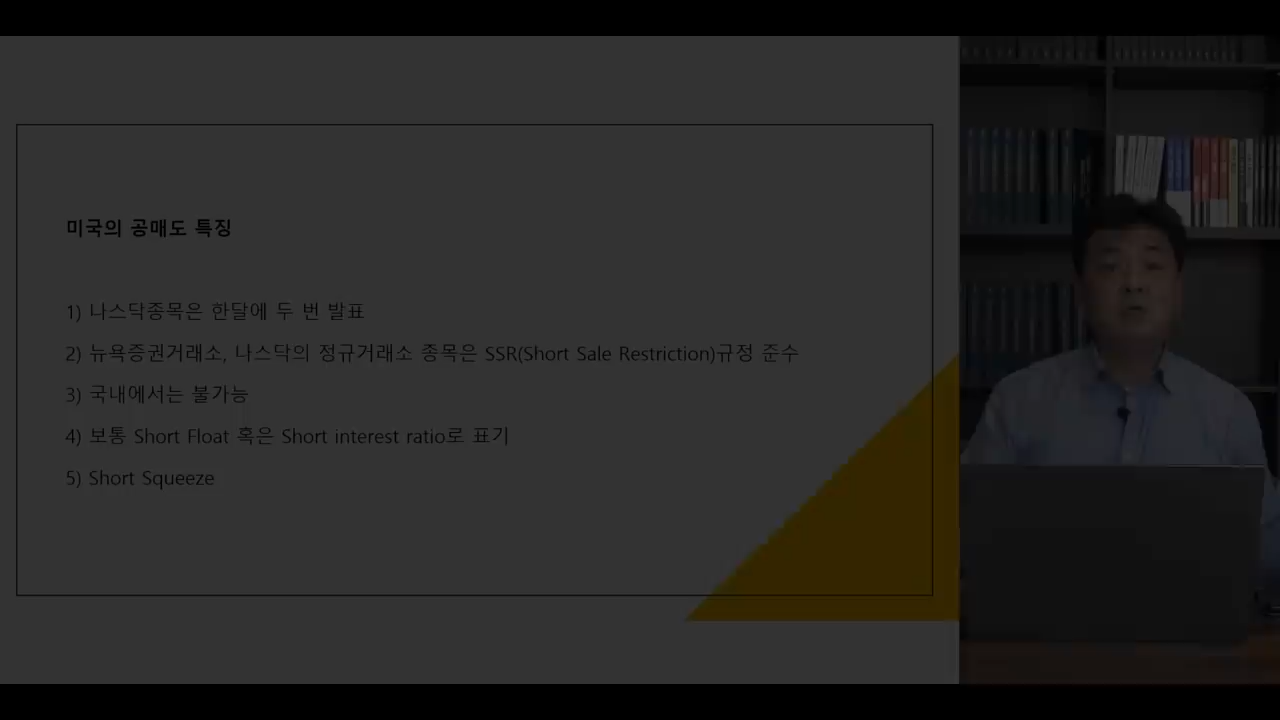 미국의 공매도 특징
1) 나스닥종목은 한달에 두 번 발표
2) 뉴욕증권거래소, 나스닥의 정규거래소 종목은 SSR(Short Sale Restriction)규정 준수
3) 국내에서는 불가능
4) 보통 Short Float 혹은 Short interest ratio로 표기
5) Short Squeeze